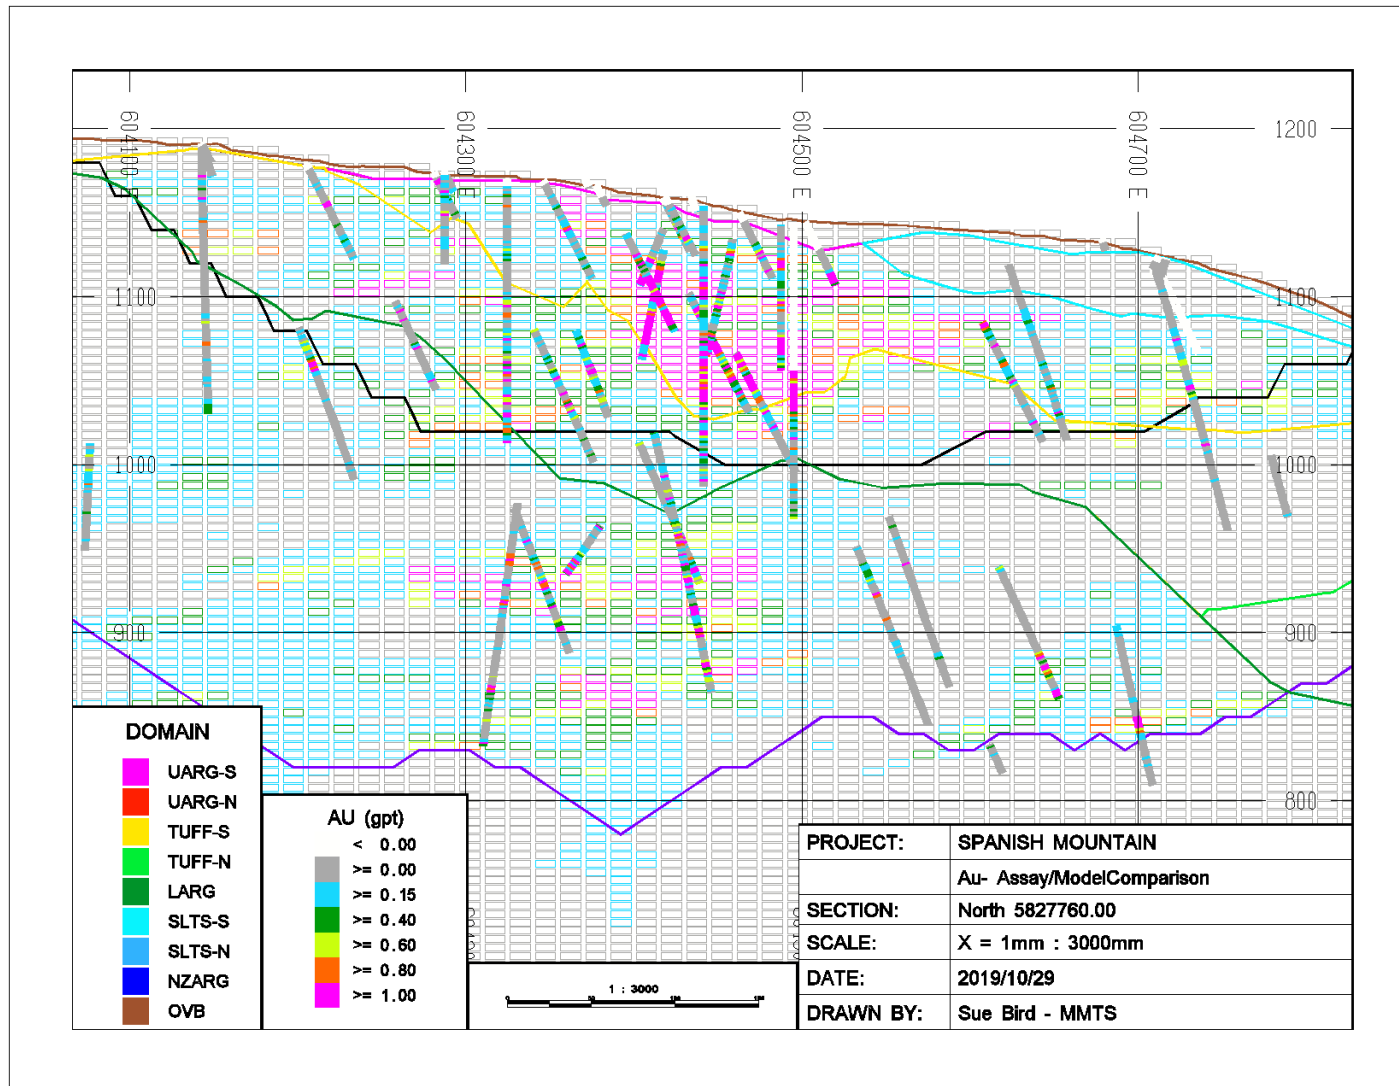 604100 E
604300 E
604500 E
604700 E
1200
1100
1100
1000
1000
900
900
800
DOMAIN
UARG-S
UARG-N
TUFF-S
TUFF-N
LARG
SLTS-S
SLTS-N
NZARG
OVB
AU (gpt)
< 0.00
>= 0.00
>= 0.15
>= 0.40
>= 0.60
>= 0.80
>= 1.00
1 : 3000
PROJECT: SPANISH MOUNTAIN
Au- Assay/ModelComparison
SECTION: North 5827760.00
SCALE: X = 1mm : 3000mm
DATE: 2019/10/29
DRAWN BY: Sue Bird - MMTS